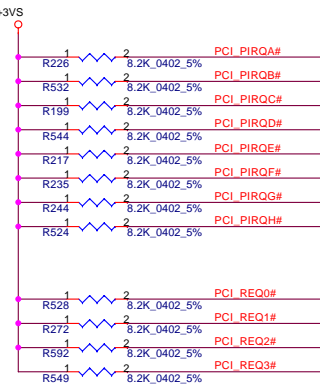 +3VS
1 2 PCI_PIRQA#
R226 8.2K_0402_5%
1 2 PCI_PIRQB#
R532 8.2K_0402_5%
1 2 PCI_PIRQC#
R199 8.2K_0402_5%
1 2 PCI_PIRQD#
R544 8.2K_0402_5%
1 2 PCI_PIRQE#
R217 8.2K_0402_5%
1 2 PCI_PIRQF#
R235 8.2K_0402_5%
1 2 PCI_PIRQG#
R244 8.2K_0402_5%
1 2 PCI_PIRQH#
R524 8.2K_0402_5%
1 2 PCI_REQ0#
R528 8.2K_0402_5%
1 2 PCI_REQ1#
R272 8.2K_0402_5%
1 2 PCI_REQ2#
R592 8.2K_0402_5%
1 2 PCI_REQ3#
R549 8.2K_0402_5%